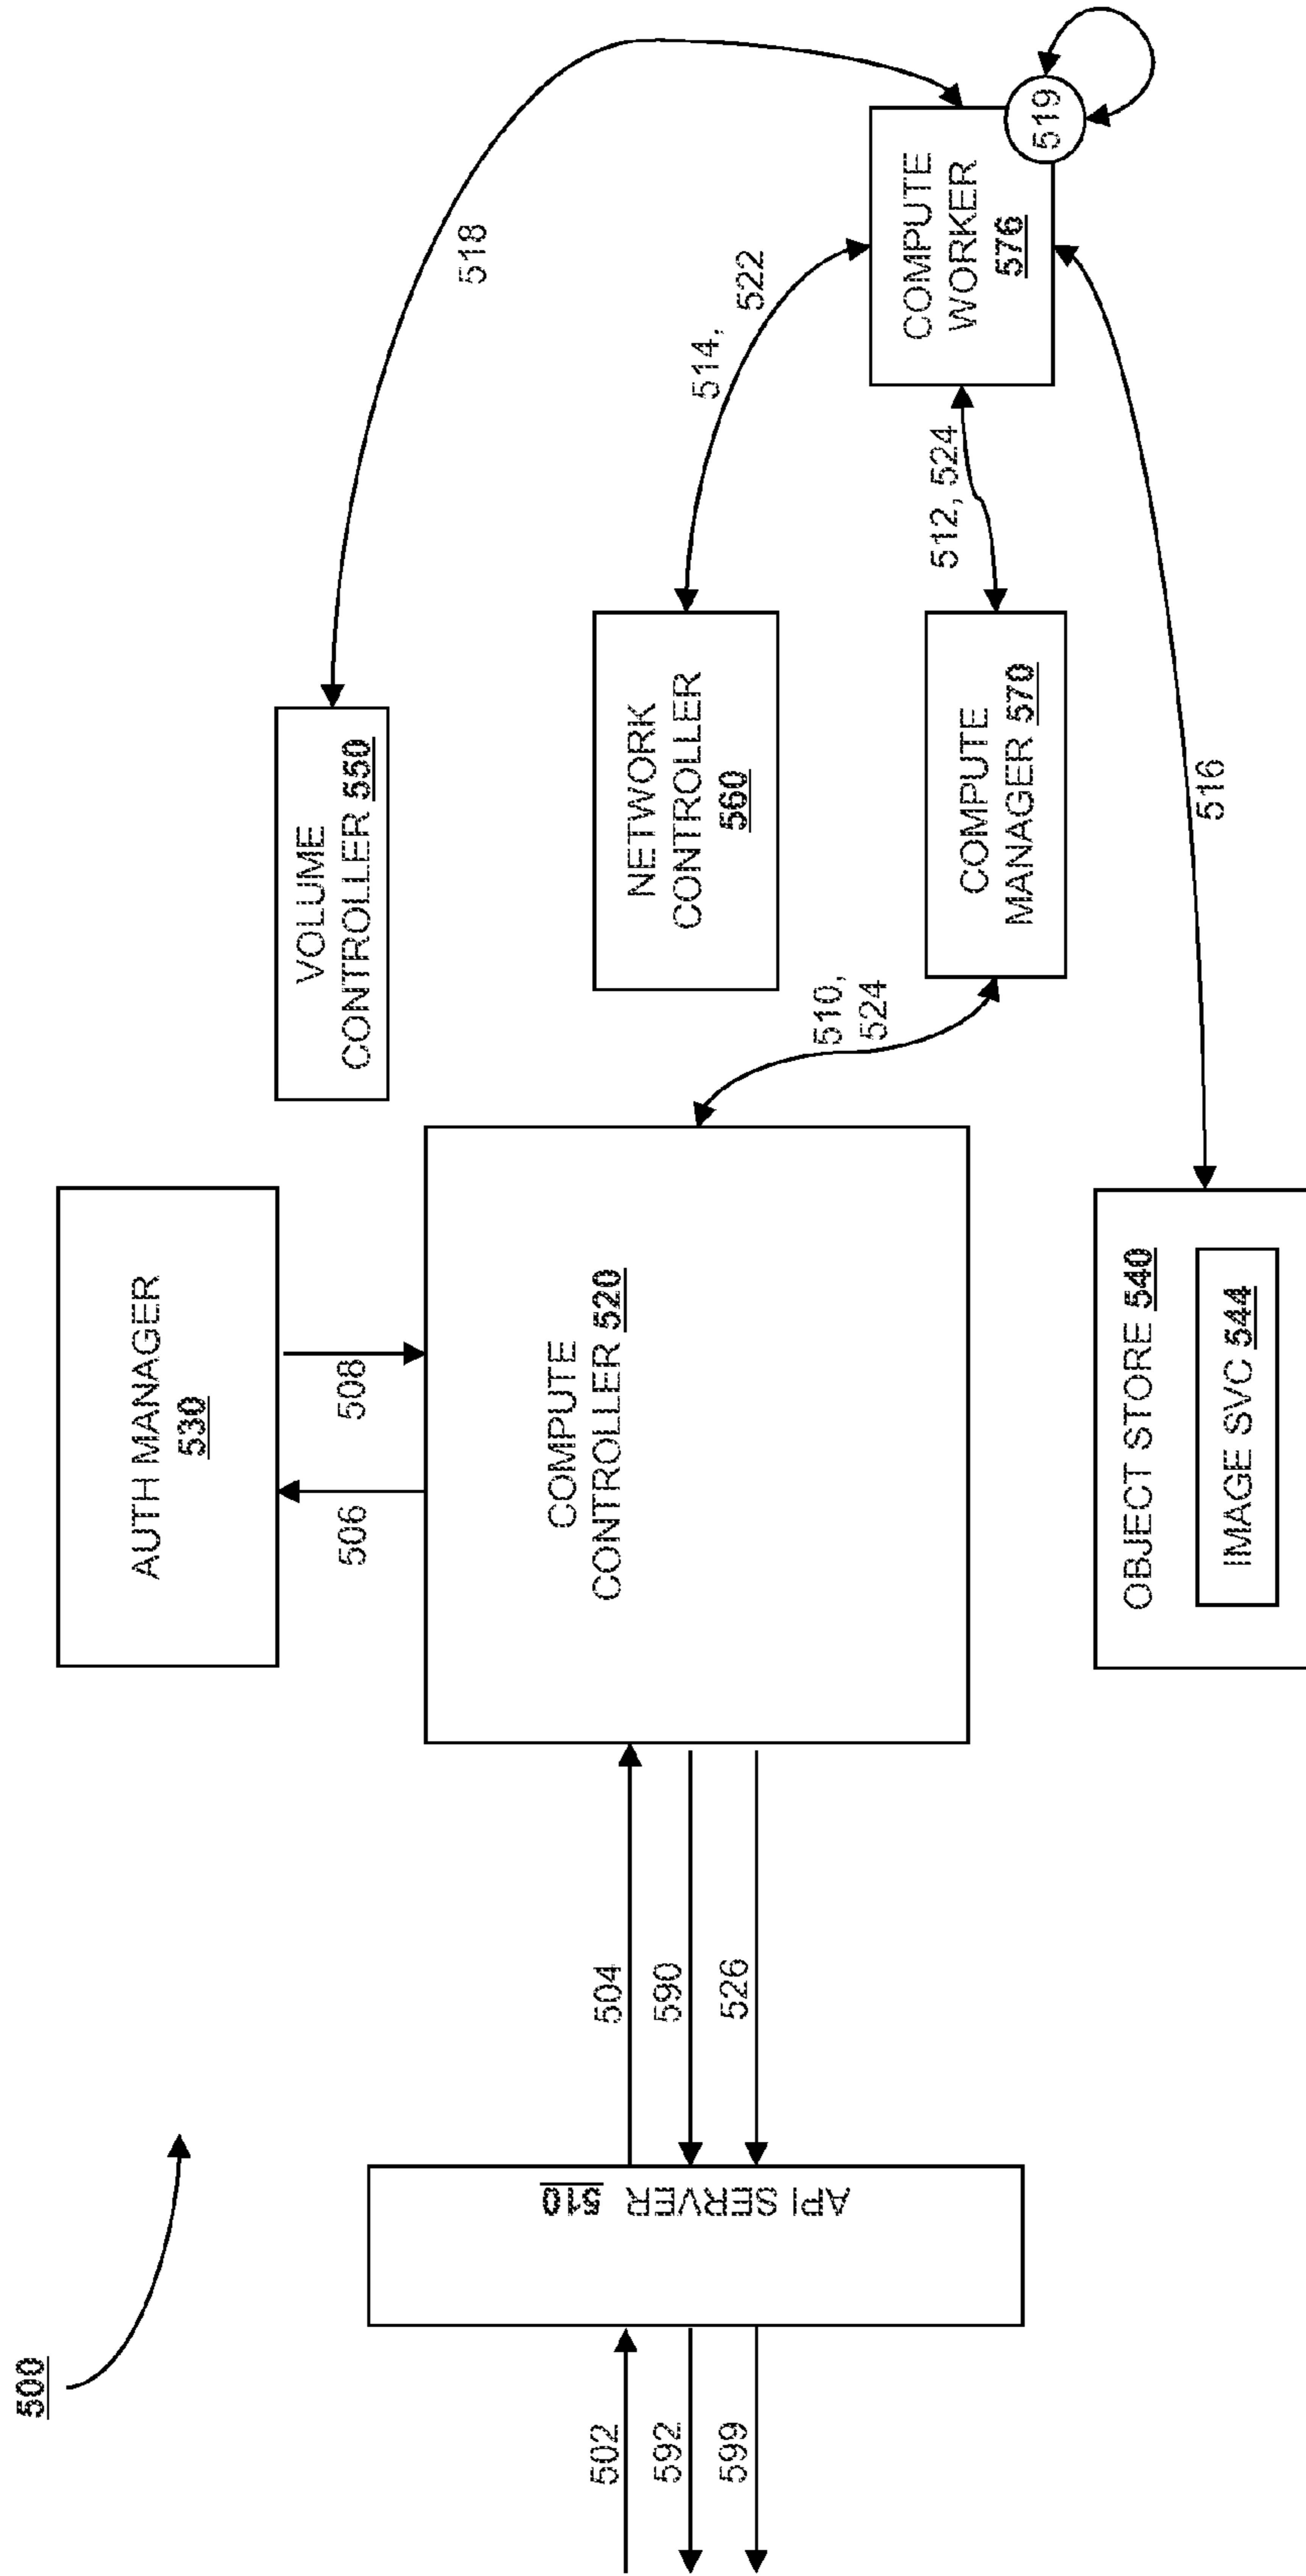 500
502
592
599
API SERVER 510
504
590
526
AUTH MANAGER
530
506
508
COMPUTE
CONTROLLER 520
OBJECT STORE 540
IMAGE SVC 544
510,
524
VOLUME
CONTROLLER 550
NETWORK
CONTROLLER
560
COMPUTE
MANAGER 570
518
514,
522
512, 524
516
COMPUTE
WORKER
576
519